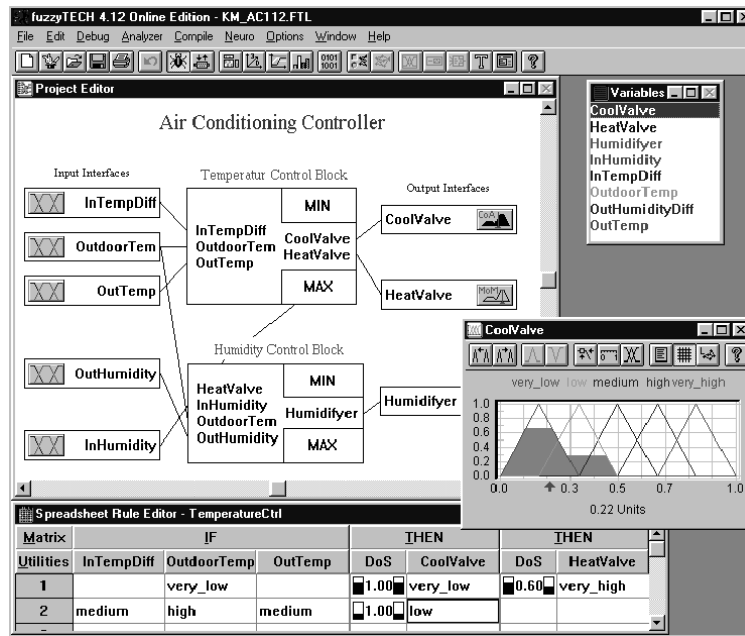 fuzzyTECH 4.12 Online Edition - KM_AC112.FTL
File Edit Debug Analyzer Compile Neuro Options Window Help
Project Editor
Air Conditioning Controller
Input Interfaces
Temperatur Control Block
Output Interfaces
InTempDiff
OutdoorTem
OutTemp
OutHumidity
InHumidity
MIN
InTempDiff
OutdoorTem
OutTemp
CoolValve
HeatValve
MAX
CoolValve
CoA
HeatValve
MoM
Humidity Control Block
HeatValve
InHumidity
OutdoorTem
OutHumidity
MIN
Humidifyer
MAX
Humidifyer
Variables
CoolValve
HeatValve
Humidifyer
InHumidity
InTempDiff
OutdoorTemp
OutHumidityDiff
OutTemp
CoolValve
very_low low medium high very_high
1.0
0.8
0.6
0.4
0.2
0.0
0.0 0.3 0.5 0.7 1.0
0.22 Units
Spreadsheet Rule Editor - TemperatureCtrl
Matrix IF THEN THEN
Utilities InTempDiff OutdoorTemp OutTemp DoS CoolValve DoS HeatValve
1 very_low 1.00 very_low 0.60 very_high
2 medium high medium 1.00 low